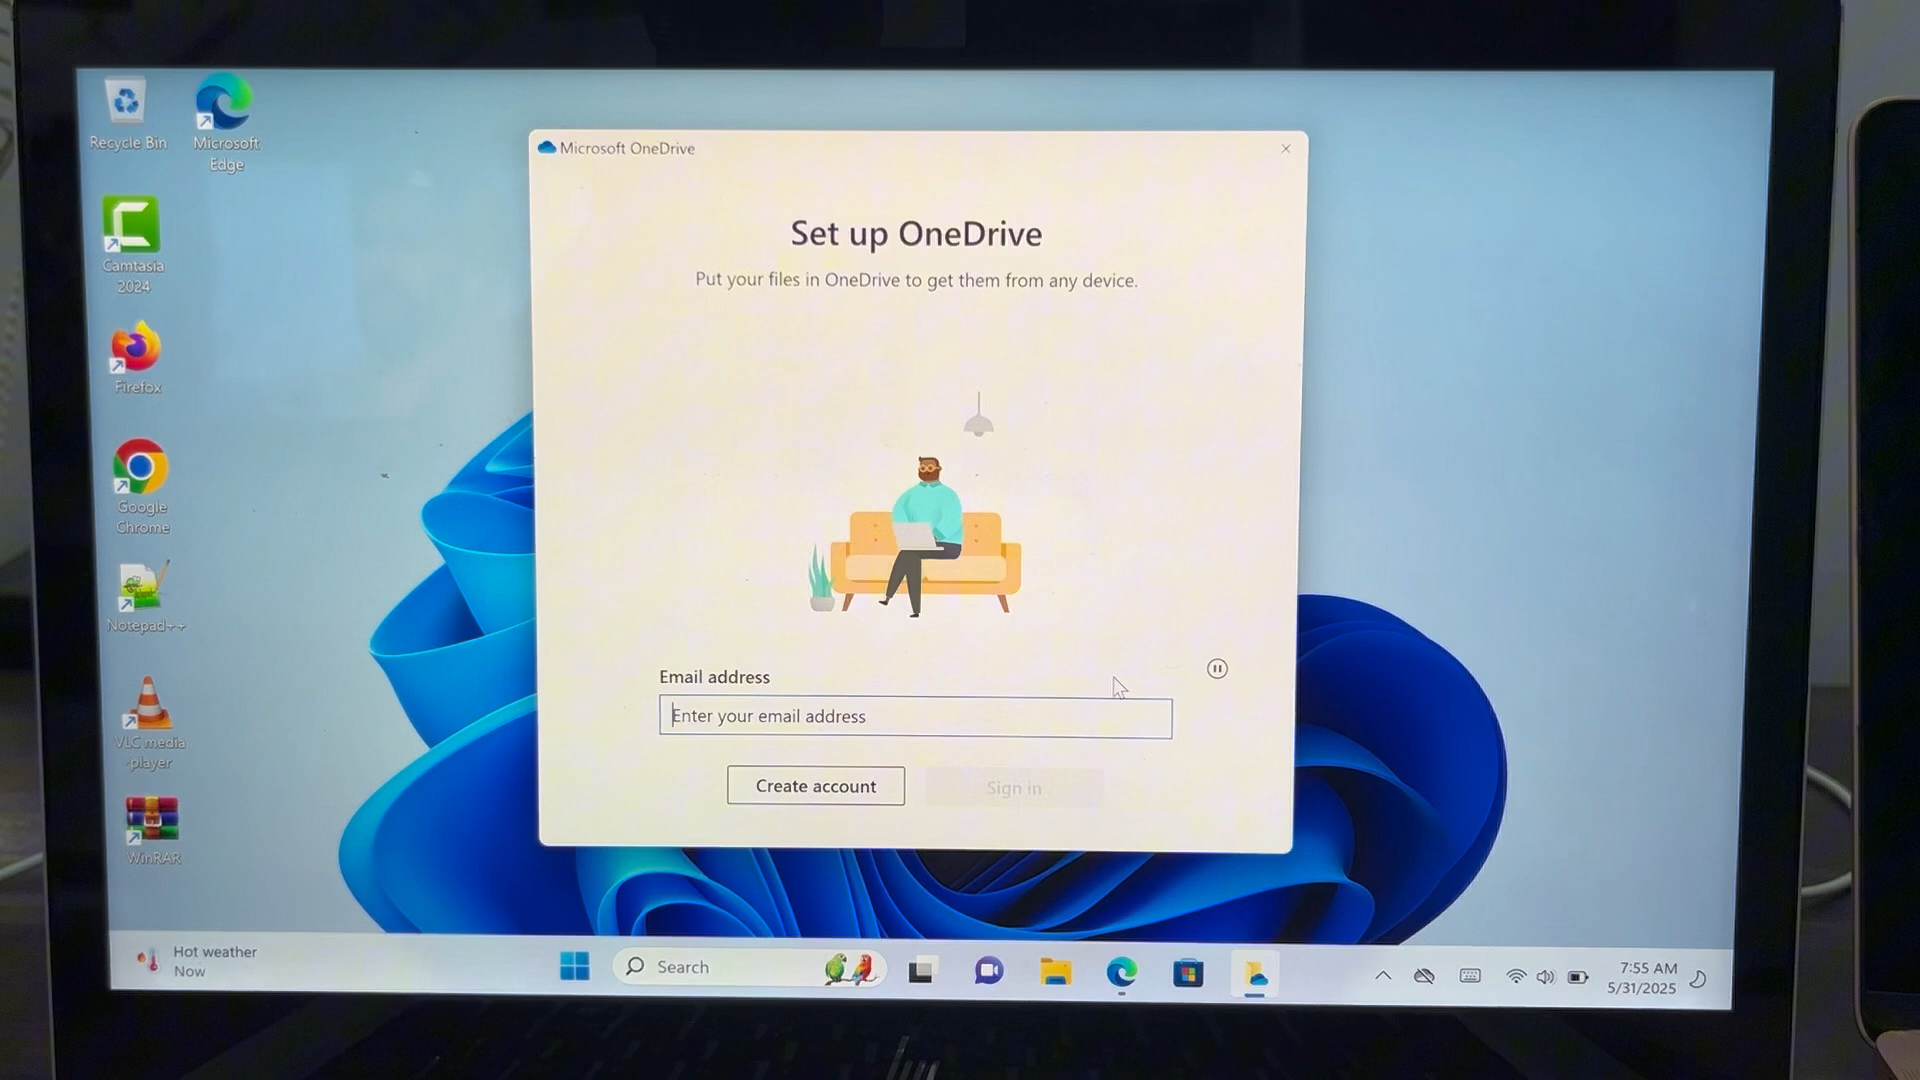 Recycle Bin
Microsoft
Edge
Camtasia
2024
Firefox
Google
Chrome
Notepad++
VLC media
player
WinRAR
Microsoft OneDrive
Set up OneDrive
Put your files in OneDrive to get them from any device.
Email address
Enter your email address
Create account
Sign in
Hot weather
Now
Search
7:55 AM
5/31/2025
hp